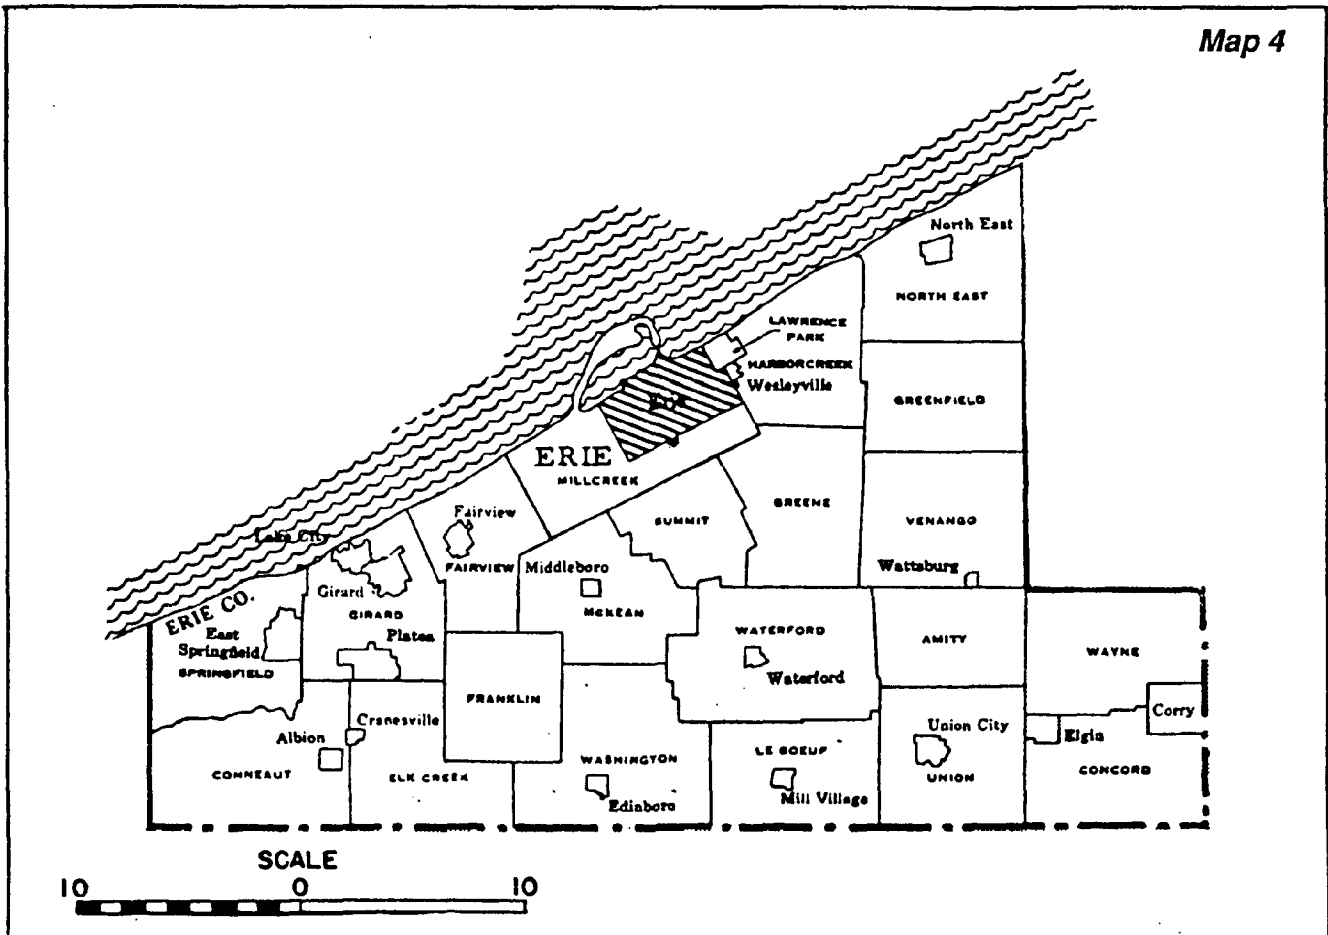 Map 4
North East
NORTH EAST
LAWRENCE
PARK
HARBORCREEK
Wesleyville
GREENFIELD
Erie
ERIE
MILLCREEK
GREENE
SUMMIT
VENANGO
Fairview
Lake City
FAIRVIEW
Middleboro
Wattsburg
Girard
GIRARD
MCKEAN
ERIE CO.
East
Springfield
SPRINGFIELD
Platea
WATERFORD
Waterford
AMITY
WAYNE
FRANKLIN
Corry
Cranesville
Albion
Union City
Elgin
CONNEAUT
ELK CREEK
WASHINGTON
Edinboro
LE BOEUF
Mill Village
UNION
CONCORD
SCALE
10 0 10